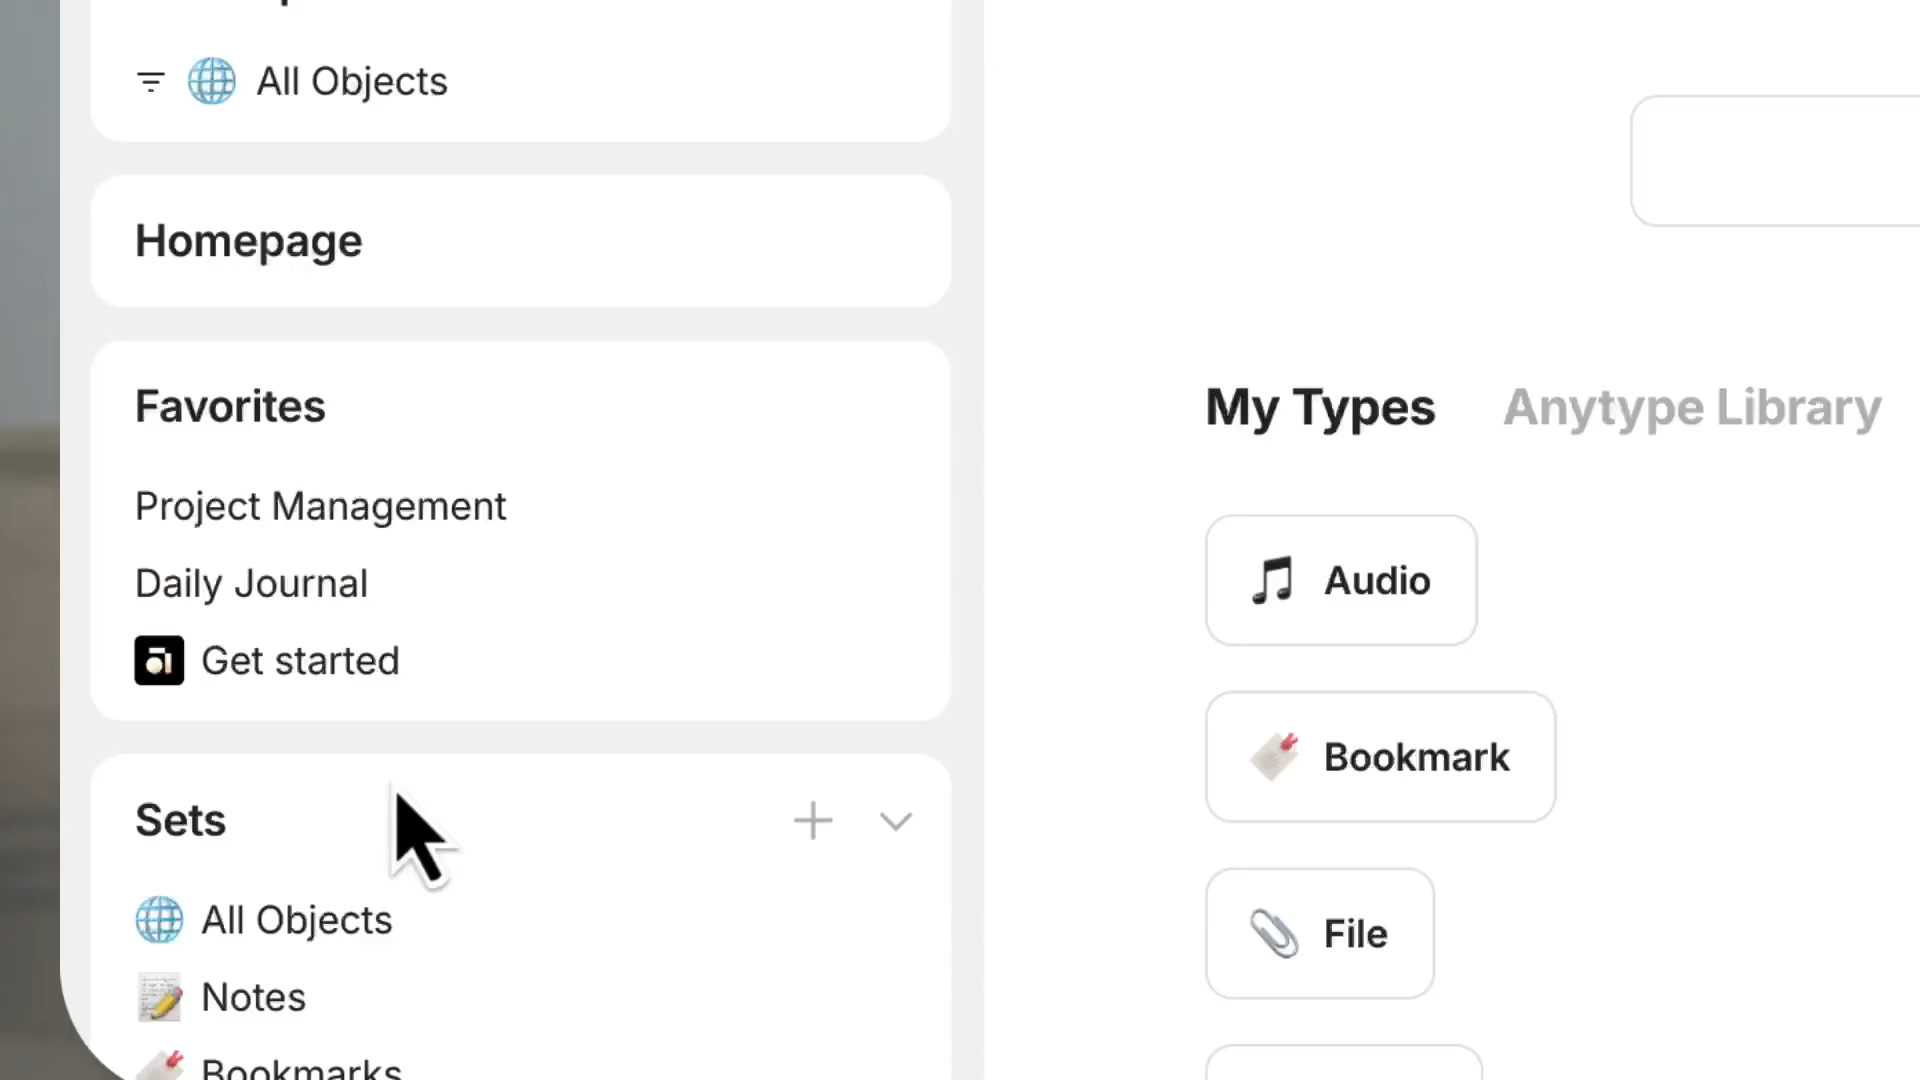 All Objects
Homepage
Favorites
Project Management
Daily Journal
Get started
Sets
All Objects
Notes
Bookmarks
My Types
Anytype Library
Audio
Bookmark
File